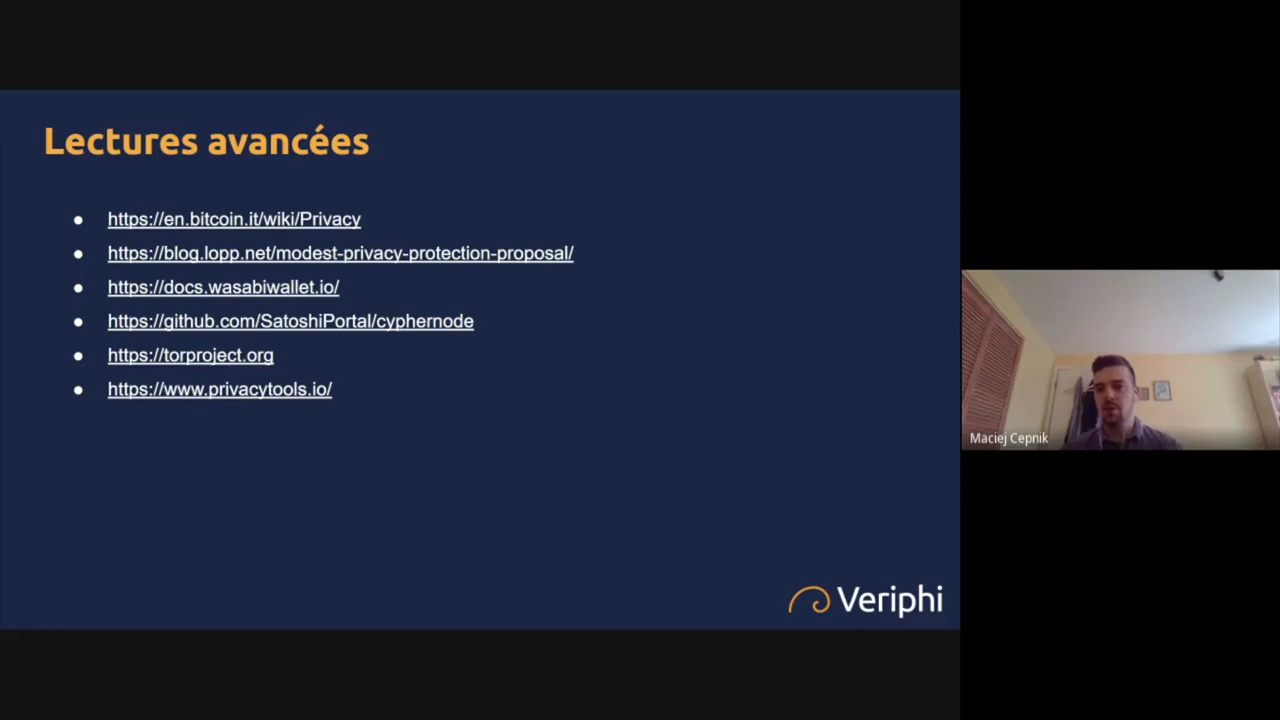 Lectures avancées
https://en.bitcoin.it/wiki/Privacy
https://blog.lopp.net/modest-privacy-protection-proposal/
https://docs.wasabiwallet.io/
https://github.com/SatoshiPortal/cyphernode
https://torproject.org
https://www.privacytools.io/
Veriphi
Maciej Cepnik